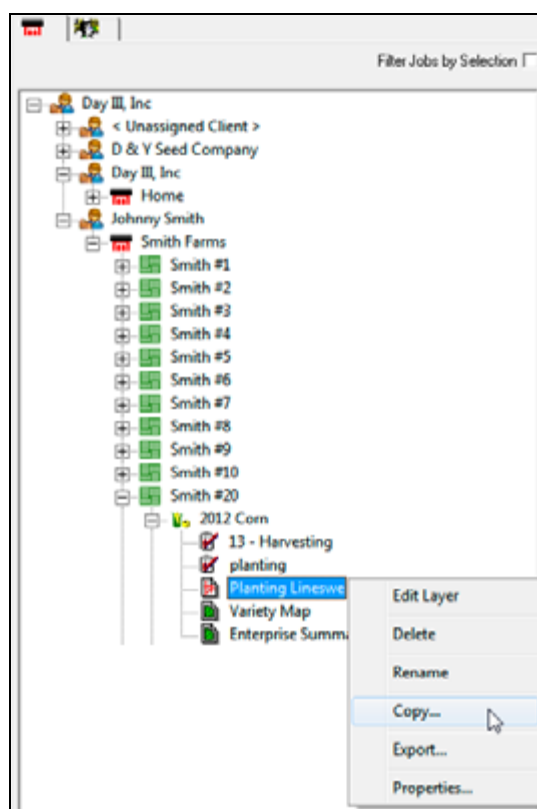 Filter Jobs by Selection
Day III, Inc
< Unassigned Client >
D & Y Seed Company
Day III, Inc
Home
Johnny Smith
Smith Farms
Smith #1
Smith #2
Smith #3
Smith #4
Smith #5
Smith #6
Smith #7
Smith #8
Smith #9
Smith #10
Smith #20
2012 Corn
13 - Harvesting
planting
Planting Lineswe
Variety Map
Enterprise Summa
Edit Layer
Delete
Rename
Copy...
Export...
Properties...